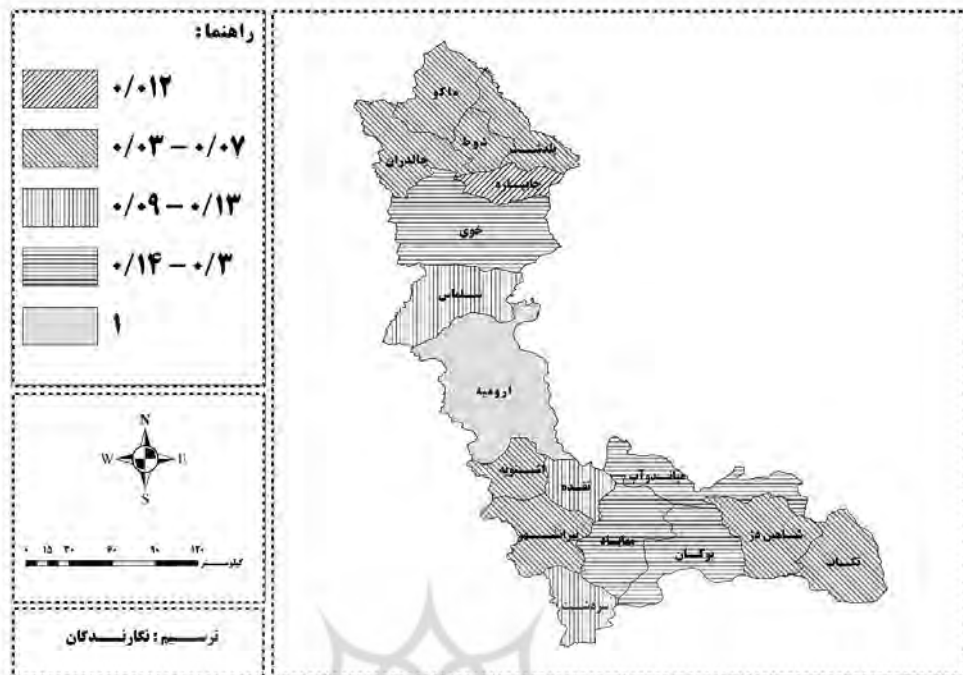 راهنما:
۰/۰۱۲
۰/۰۳ – ۰/۰۷
۰/۰۹ – ۰/۱۳
۰/۱۴ – ۰/۳
۱
N
W E
S
۰ ۱۵ ۳۰ ۶۰ ۹۰ ۱۲۰
کیلومتر
ترسیم: نگارندگان
ماکو
شوط
پلدشت
چالدران
چایپاره
خوی
سلماس
ارومیه
اشنویه
نقده
میاندوآب
پیرانشهر
مهاباد
بوکان
شاهین دژ
تکاب
سردشت